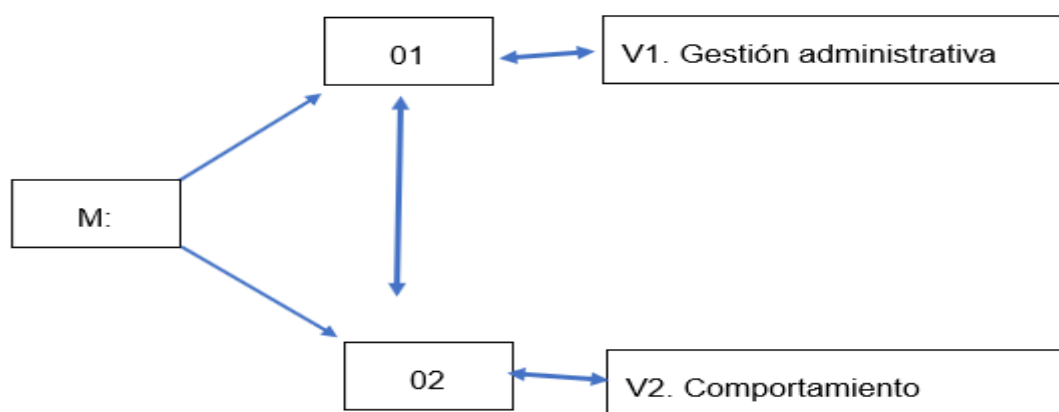 01
V1. Gestión administrativa
M:
02
V2. Comportamiento